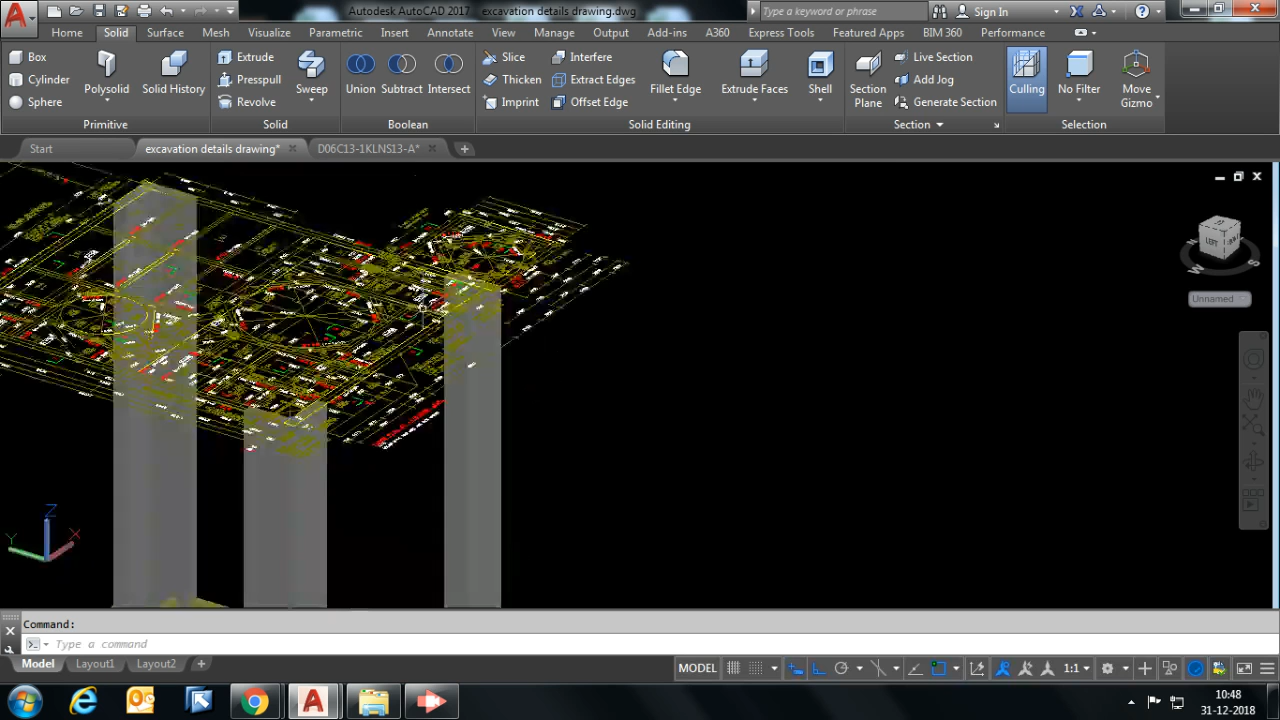 Autodesk AutoCAD 2017 excavation details drawing.dwg
Type a keyword or phrase
Sign In
Home Solid Surface Mesh Visualize Parametric Insert Annotate View Manage Output Add-ins A360 Express Tools Featured Apps BIM 360 Performance
Box
Cylinder
Sphere
Polysolid
Solid History
Primitive
Extrude
Presspull
Revolve
Sweep
Solid
Union
Subtract
Intersect
Boolean
Slice
Thicken
Imprint
Interfere
Extract Edges
Offset Edge
Fillet Edge
Extrude Faces
Shell
Solid Editing
Section
Plane
Live Section
Add Jog
Generate Section
Section
Culling
No Filter
Move
Gizmo
Selection
Start
excavation details drawing*
D06C13-1KLNS13-A*
LEFT
W
S
Unnamed
Z
Y
X
Command:
Type a command
Model Layout1 Layout2
MODEL
1:1
10:48
31-12-2018